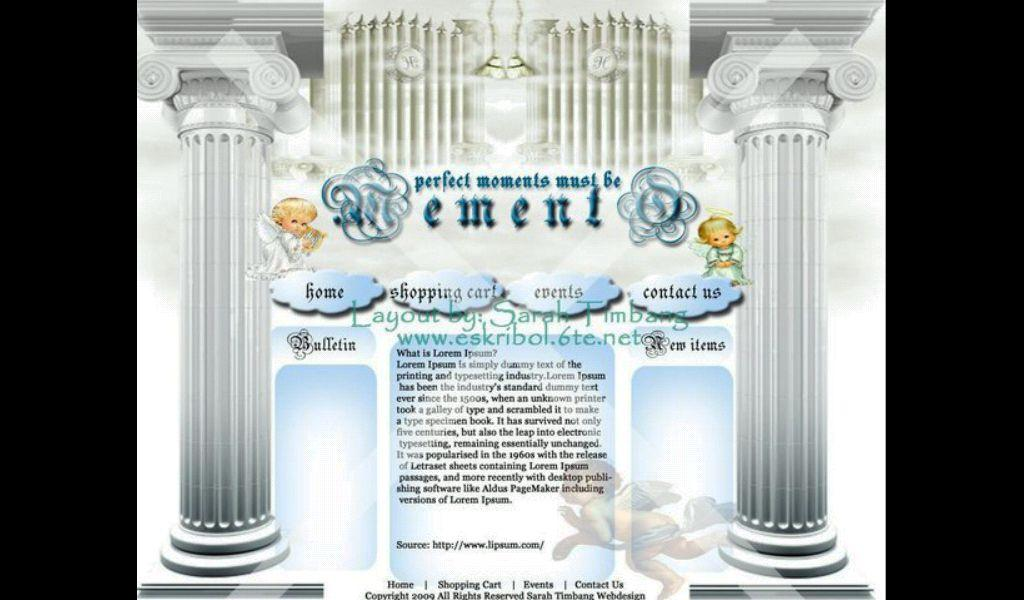 perfect moments must be
MementO
home
shopping cart
events
contact us
Layout by: Sarah Timbang
www.eskribol.6te.net
Bulletin
New items
What is Lorem Ipsum?
Lorem Ipsum is simply dummy text of the
printing and typesetting industry.Lorem Ipsum
has been the industry's standard dummy text
ever since the 1500s, when an unknown printer
took a galley of type and scrambled it to make
a type specimen book. It has survived not only
five centuries, but also the leap into electronic
typesetting, remaining essentially unchanged.
It was popularised in the 1960s with the release
of Letraset sheets containing Lorem Ipsum
passages, and more recently with desktop publi-
shing software like Aldus PageMaker including
versions of Lorem Ipsum.
Source: http://www.lipsum.com/
Home | Shopping Cart | Events | Contact Us
Copyright 2009 All Rights Reserved Sarah Timbang Webdesign